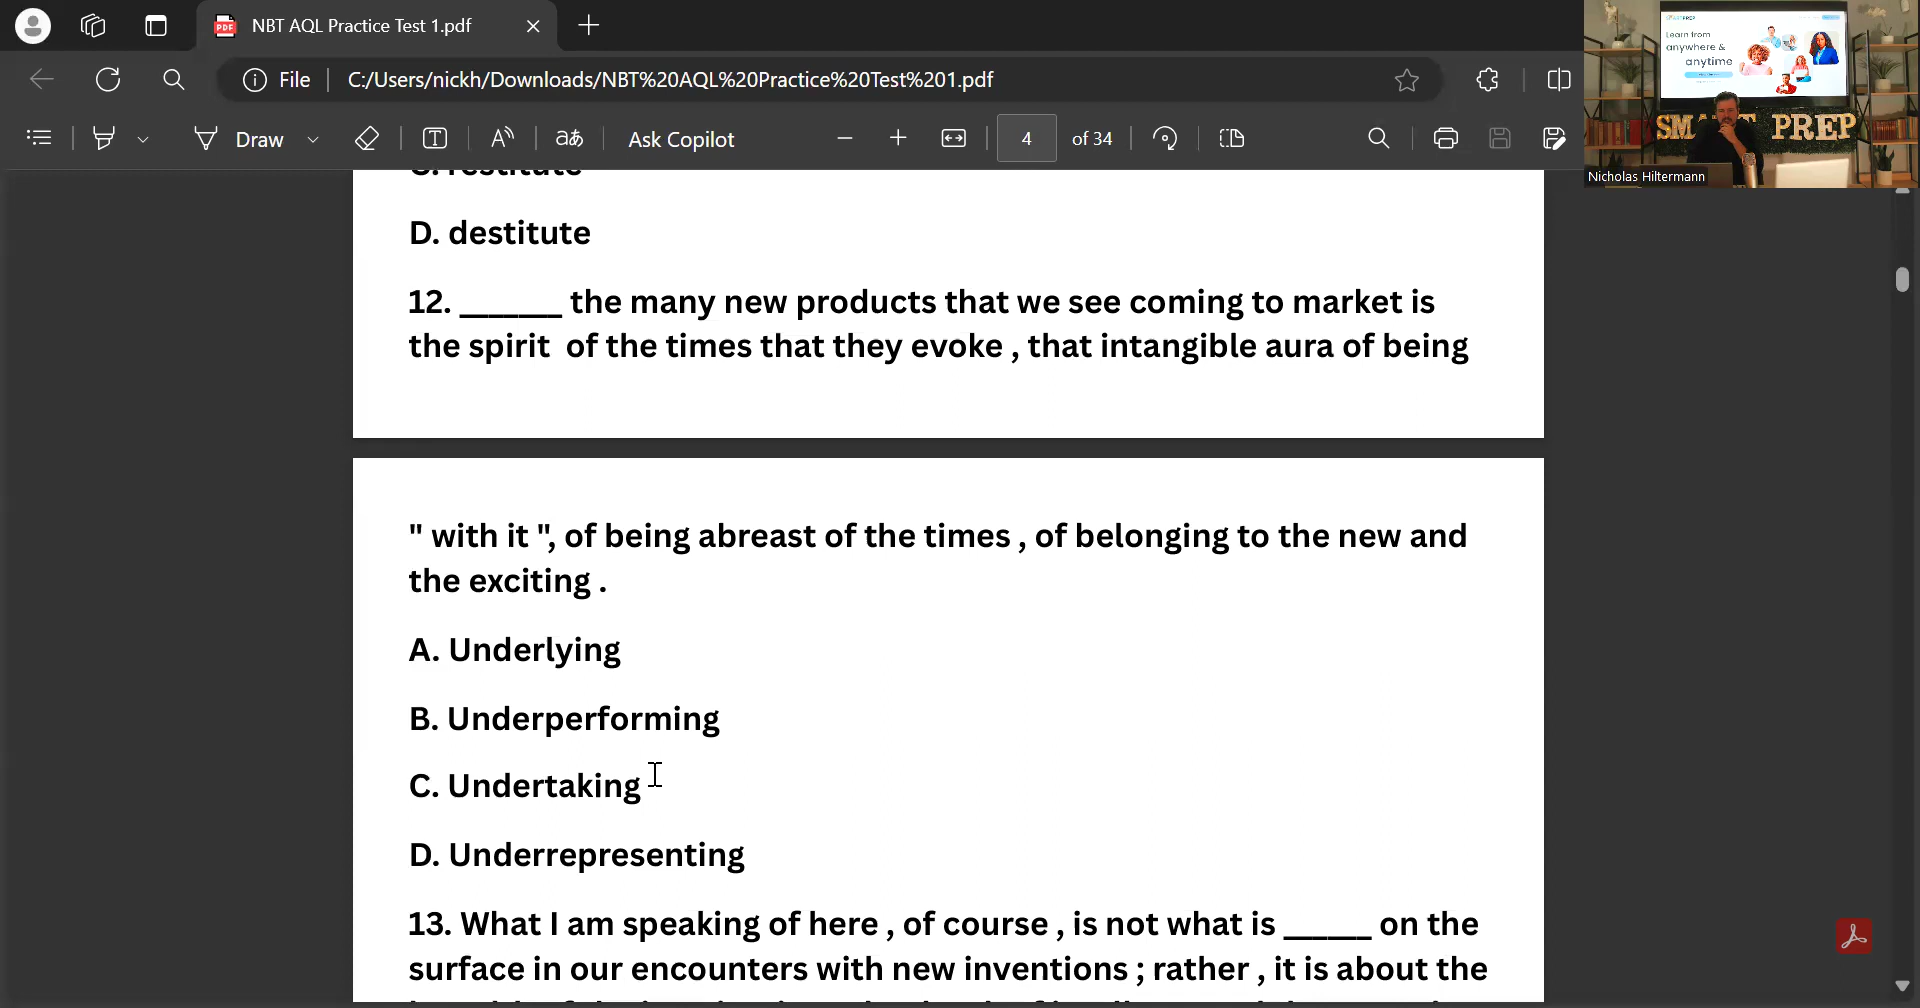 NBT AQL Practice Test 1.pdf
File
C:/Users/nickh/Downloads/NBT%20AQL%20Practice%20Test%201.pdf
Draw
Ask Copilot
4
of 34
Learn from
anywhere &
anytime
SMART PREP
Nicholas Hiltermann
C. restitute
D. destitute
12. ______ the many new products that we see coming to market is
the spirit of the times that they evoke , that intangible aura of being
" with it ", of being abreast of the times , of belonging to the new and
the exciting .
A. Underlying
B. Underperforming
C. Undertaking
D. Underrepresenting
13. What I am speaking of here , of course , is not what is _____ on the
surface in our encounters with new inventions ; rather , it is about the